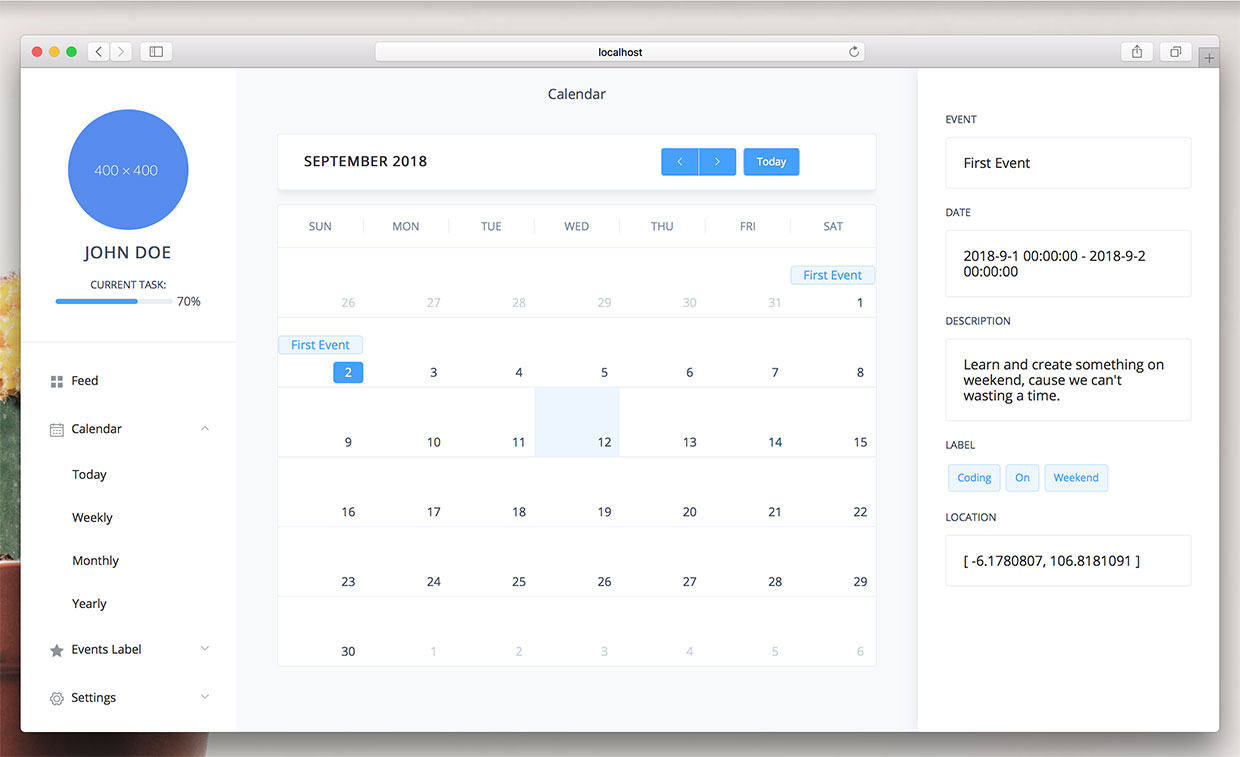 localhost
400 × 400
JOHN DOE
CURRENT TASK:
70%
Feed
Calendar
Today
Weekly
Monthly
Yearly
Events Label
Settings
Calendar
SEPTEMBER 2018
Today
SUN MON TUE WED THU FRI SAT
First Event
26 27 28 29 30 31 1
First Event
2 3 4 5 6 7 8
9 10 11 12 13 14 15
16 17 18 19 20 21 22
23 24 25 26 27 28 29
30 1 2 3 4 5 6
EVENT
First Event
DATE
2018-9-1 00:00:00 - 2018-9-2
00:00:00
DESCRIPTION
Learn and create something on
weekend, cause we can't
wasting a time.
LABEL
Coding On Weekend
LOCATION
[ -6.1780807, 106.8181091 ]